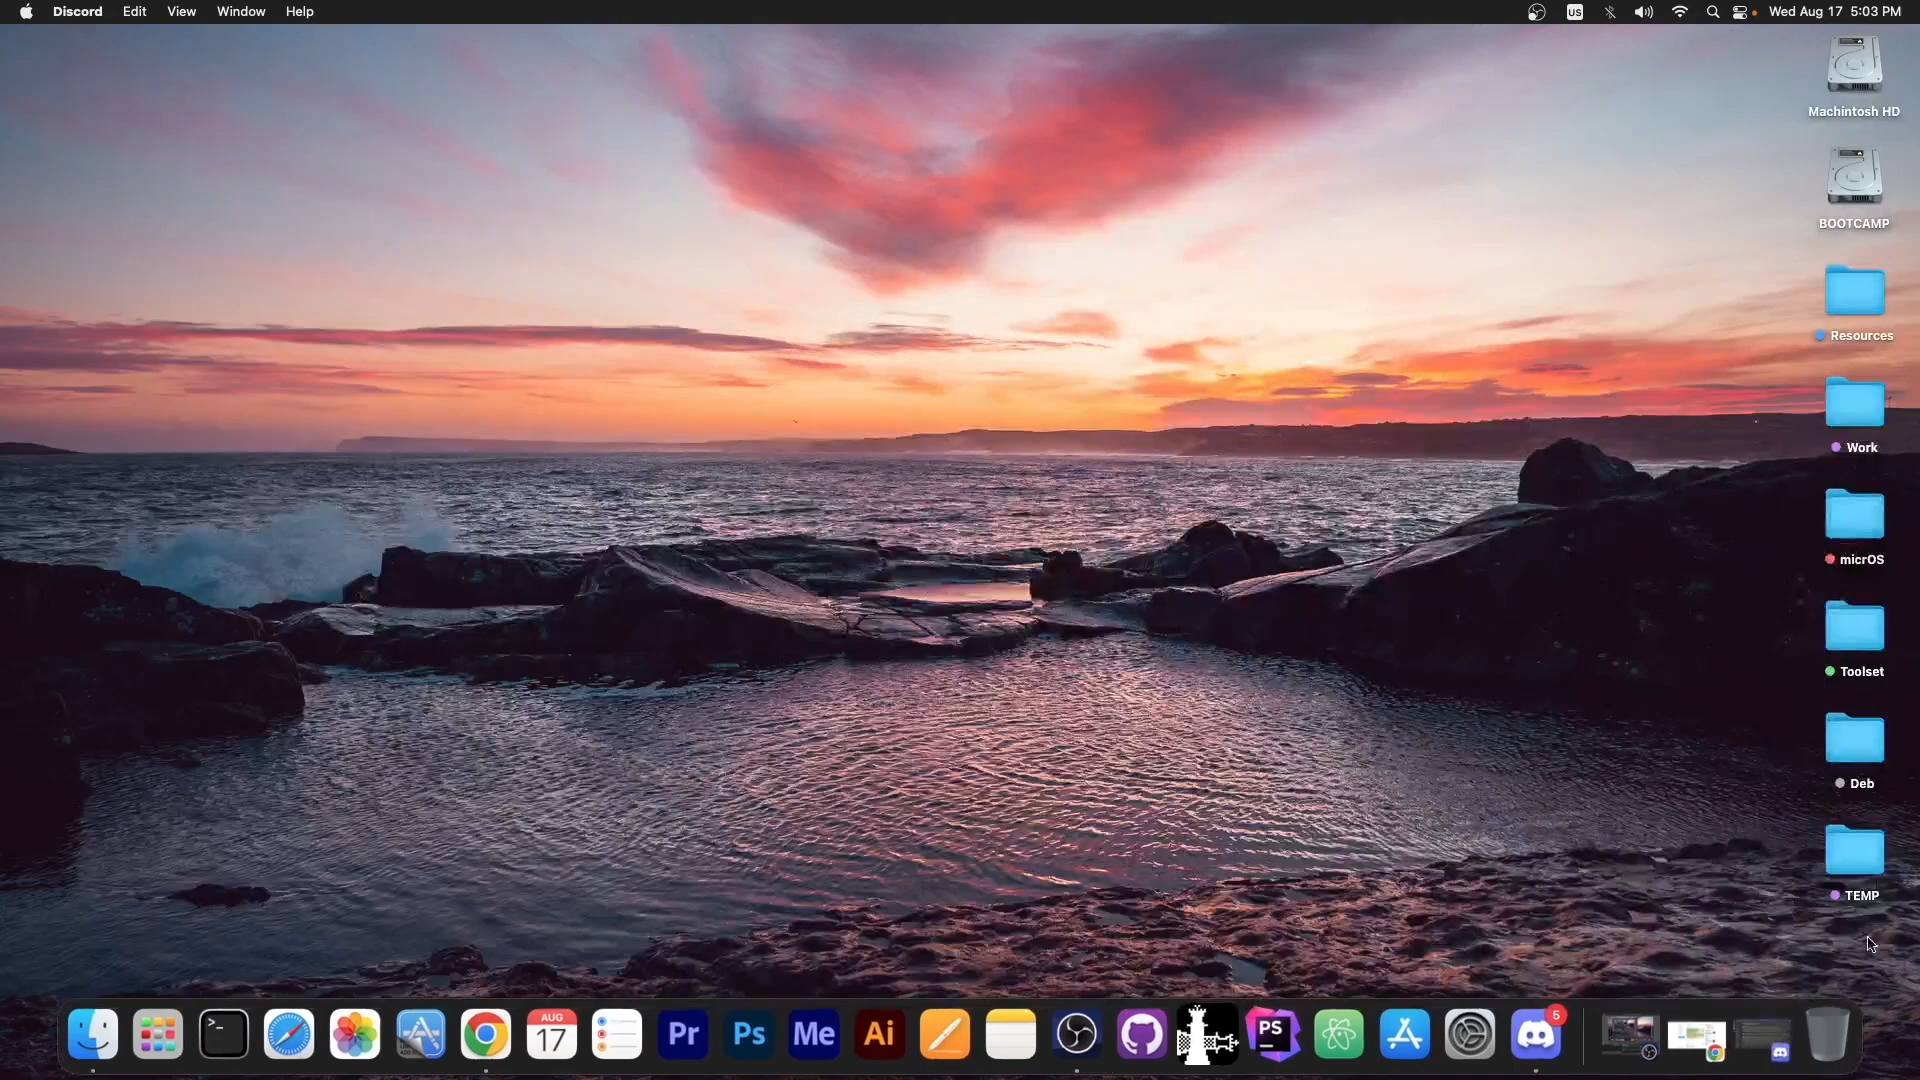 Discord Edit View Window Help US Wed Aug 17 5:03 PM
Machintosh HD
BOOTCAMP
Resources
Work
micrOS
Toolset
Deb
TEMP
>_
AUG
17
Pr
Ps
Me
Ai
PS
5